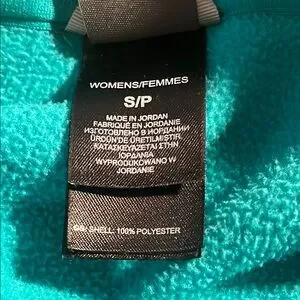 WOMENS/FEMMES
S/P
MADE IN JORDAN
FABRIQUÉ EN JORDANIE
ИЗГОТОВЛЕНО В ИОРДАНИИ
ÜRDÜN'DE ÜRETİLMİŞTİR
ΚΑΤΑΣΚΕΥΑΖΕΤΑΙ ΣΤΗΝ
ΙΟΡΔΑΝΙΑ
WYPRODUKOWANO W
JORDANIE
GB: SHELL: 100% POLYESTER